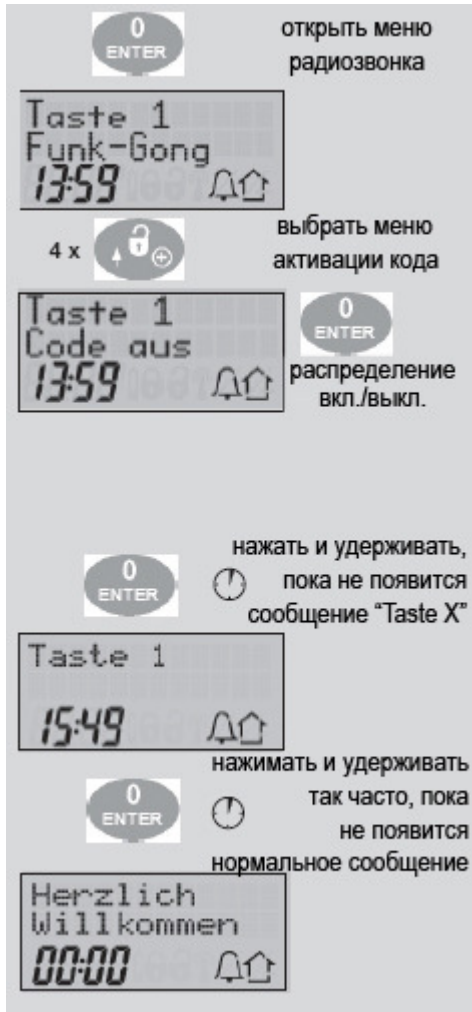 0
ENTER
открыть меню
радиозвонка
Taste 1
Funk-Gong
13:59
4 x
выбрать меню
активации кода
Taste 1
Code aus
13:59
0
ENTER
распределение
вкл./выкл.
нажать и удерживать,
пока не появится
сообщение “Taste X”
0
ENTER
Taste 1
15:49
нажимать и удерживать
так часто, пока
не появится
нормальное сообщение
0
ENTER
Herzlich
Willkommen
00:00